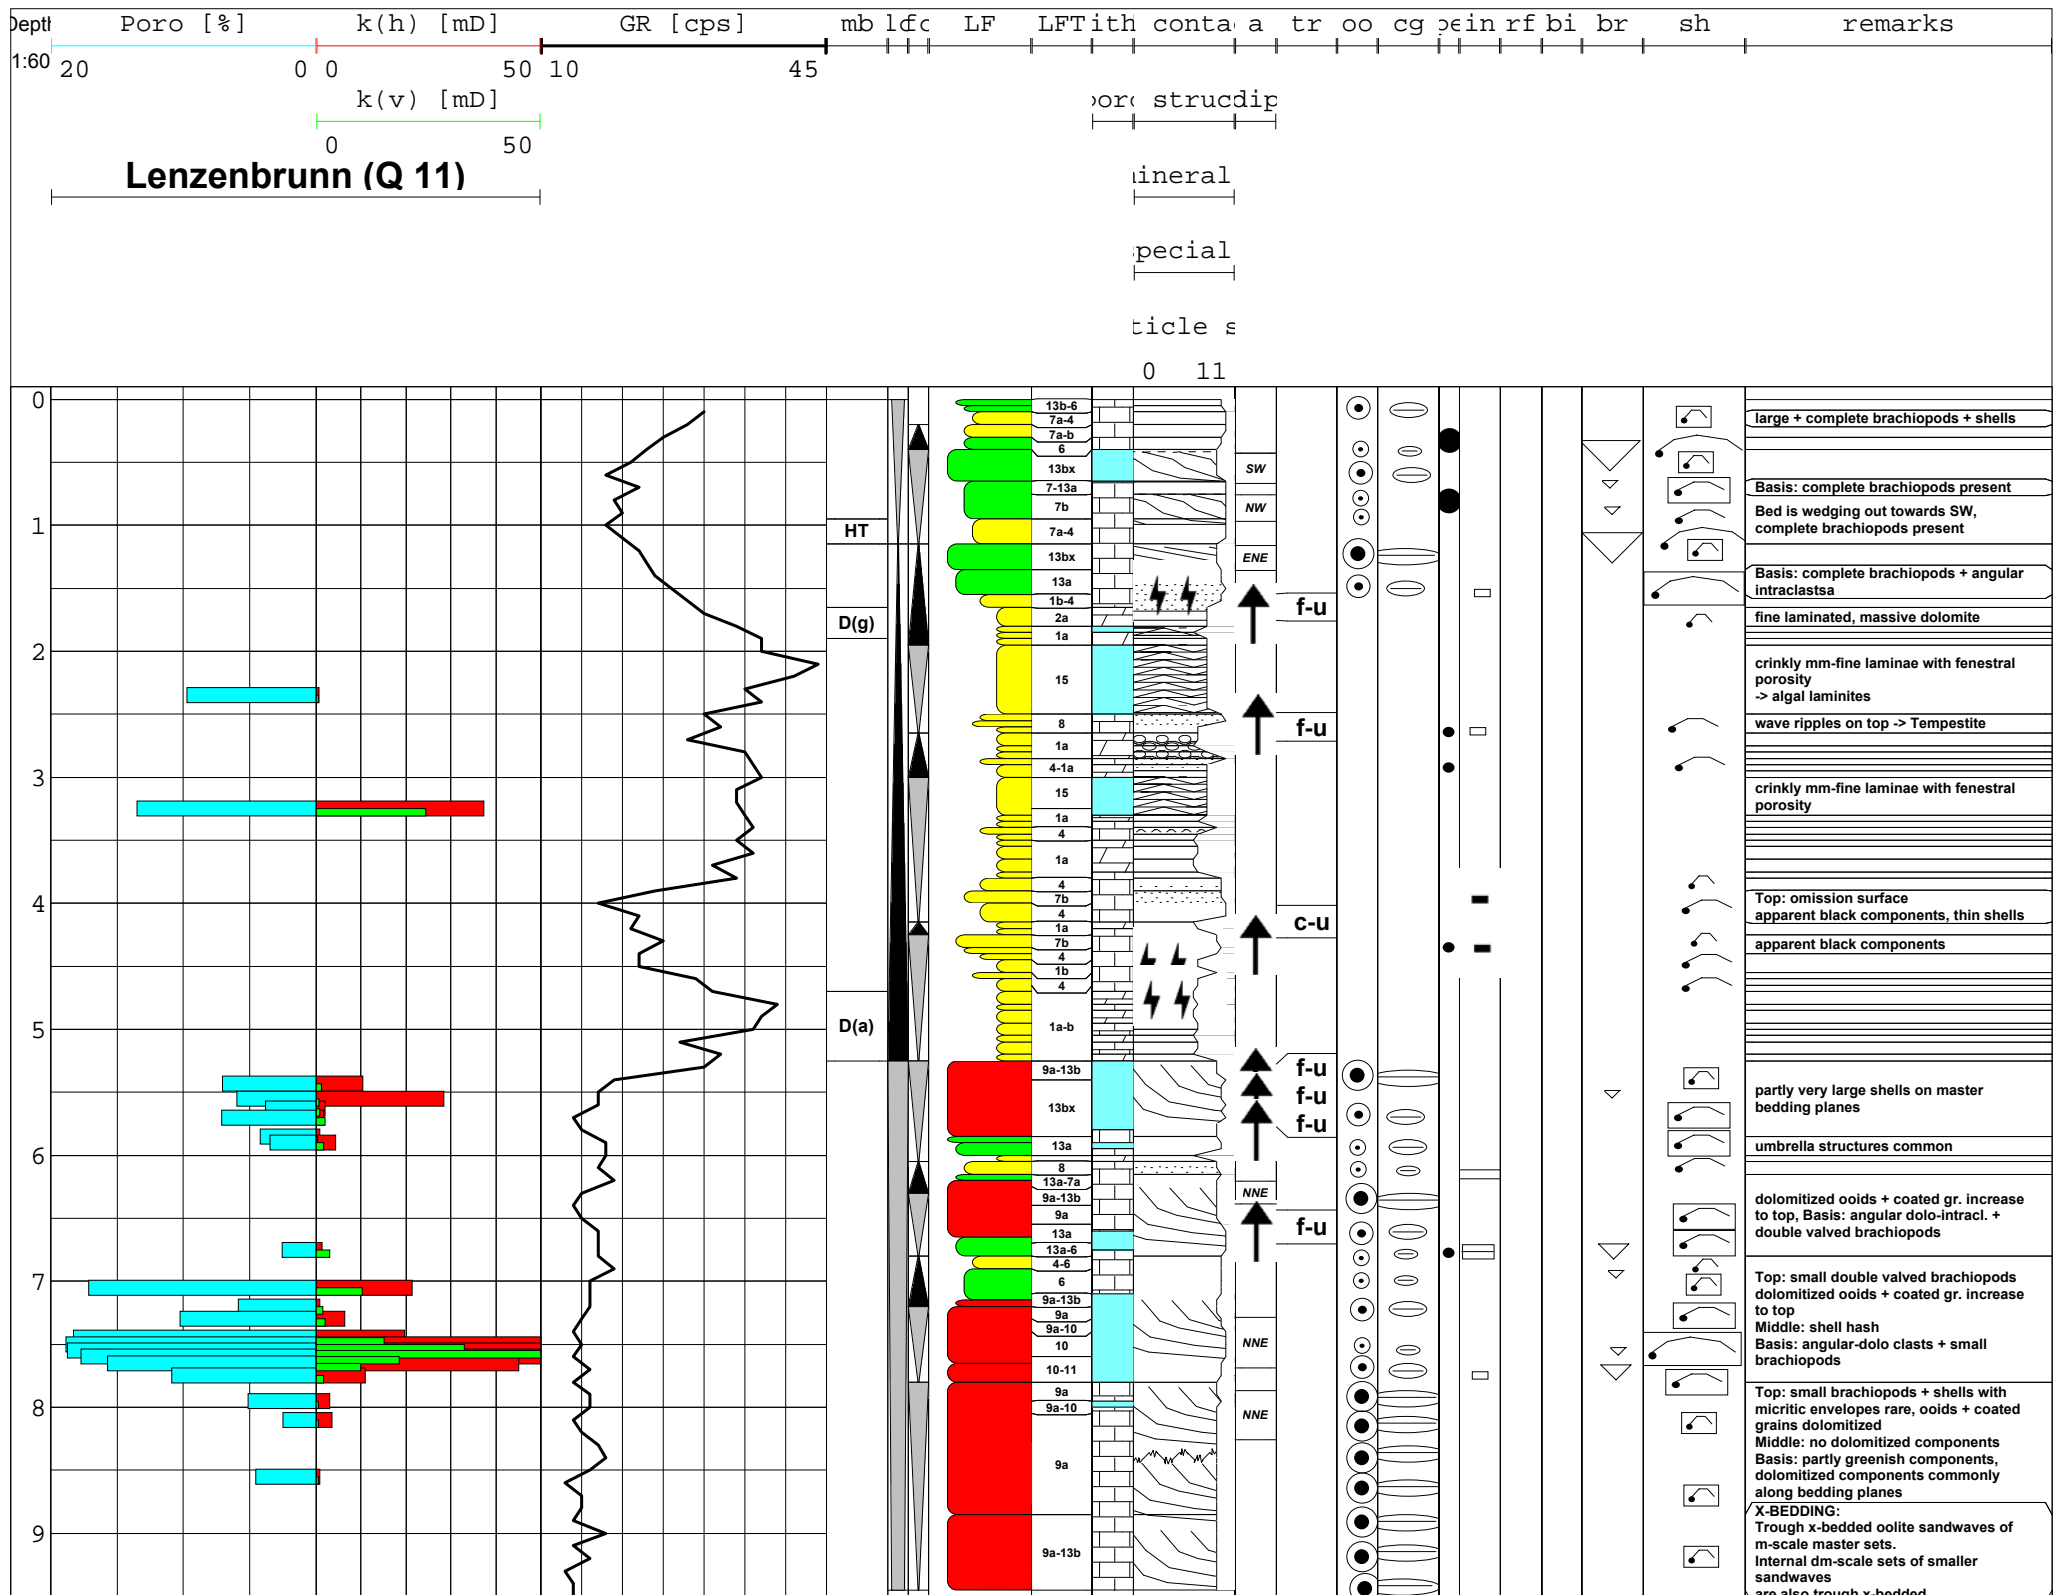 Poro [%] k(h) [mD] GR [cps] mb LF LFT conta a tr oo cg in rf bi br sh remarks
1:60 20 0 0 50 10 45
k(v) [mD]
struc dip
0 50
Lenzenbrunn (Q 11)
0 11
0
13b-6
7a-4
large + complete brachiopods + shells
7a-b
6
13bx
SW
7-13a
Basis: complete brachiopods present
7b
NW
Bed is wedging out towards SW,
complete brachiopods present
1
HT
7a-4
13bx
ENE
13a
Basis: complete brachiopods + angular
intraclastsa
1b-4
f-u
D(g)
2a
fine laminated, massive dolomite
1a
2
15
crinkly mm-fine laminae with fenestral
porosity
-> algal laminites
8
f-u
wave ripples on top -> Tempestite
1a
4-1a
3
15
crinkly mm-fine laminae with fenestral
porosity
1a
4
1a
4
7b
4
4
Top: omission surface
apparent black components, thin shells
c-u
1a
7b
apparent black components
4
1b
4
5
D(a)
1a-b
9a-13b
f-u
13bx
f-u
partly very large shells on master
bedding planes
f-u
13a
umbrella structures common
6
8
13a-7a
9a-13b
NNE
9a
f-u
dolomitized ooids + coated gr. increase
to top, Basis: angular dolo-intracl. +
double valved brachiopods
13a
13a-6
4-6
7
6
9a-13b
9a
9a-10
10
NNE
10-11
Top: small double valved brachiopods
dolomitized ooids + coated gr. increase
to top
Middle: shell hash
Basis: angular-dolo clasts + small
brachiopods
9a
8
9a-10
NNE
9a
Top: small brachiopods + shells with
micritic envelopes rare, ooids + coated
grains dolomitized
Middle: no dolomitized components
Basis: partly greenish components,
dolomitized components commonly
along bedding planes
9
9a-13b
X-BEDDING:
Trough x-bedded oolite sandwaves of
m-scale master sets.
Internal dm-scale sets of smaller
sandwaves
are also trough x-bedded